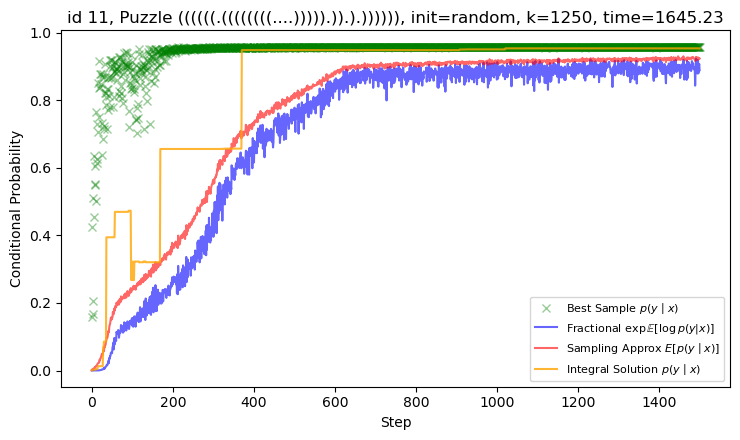 id 11, Puzzle ((((((.((((((((....))))).)).).)))))), init=random, k=1250, time=1645.23
Conditional Probability
1.0
0.8
0.6
0.4
0.2
0.0
0 200 400 600 800 1000 1200 1400
Step
Best Sample p(y | x)
Fractional exp 𝔼[log p(y|x)]
Sampling Approx E[p(y | x)]
Integral Solution p(y | x)